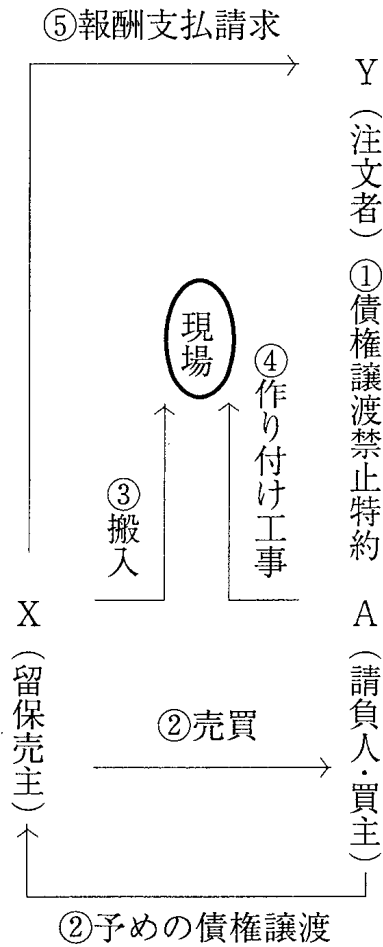 ⑤報酬支払請求
Y（注文者）
①債権譲渡禁止特約
現場
④作り付け工事
③搬入
X（留保売主）
A（請負人・買主）
②売買
②予めの債権譲渡